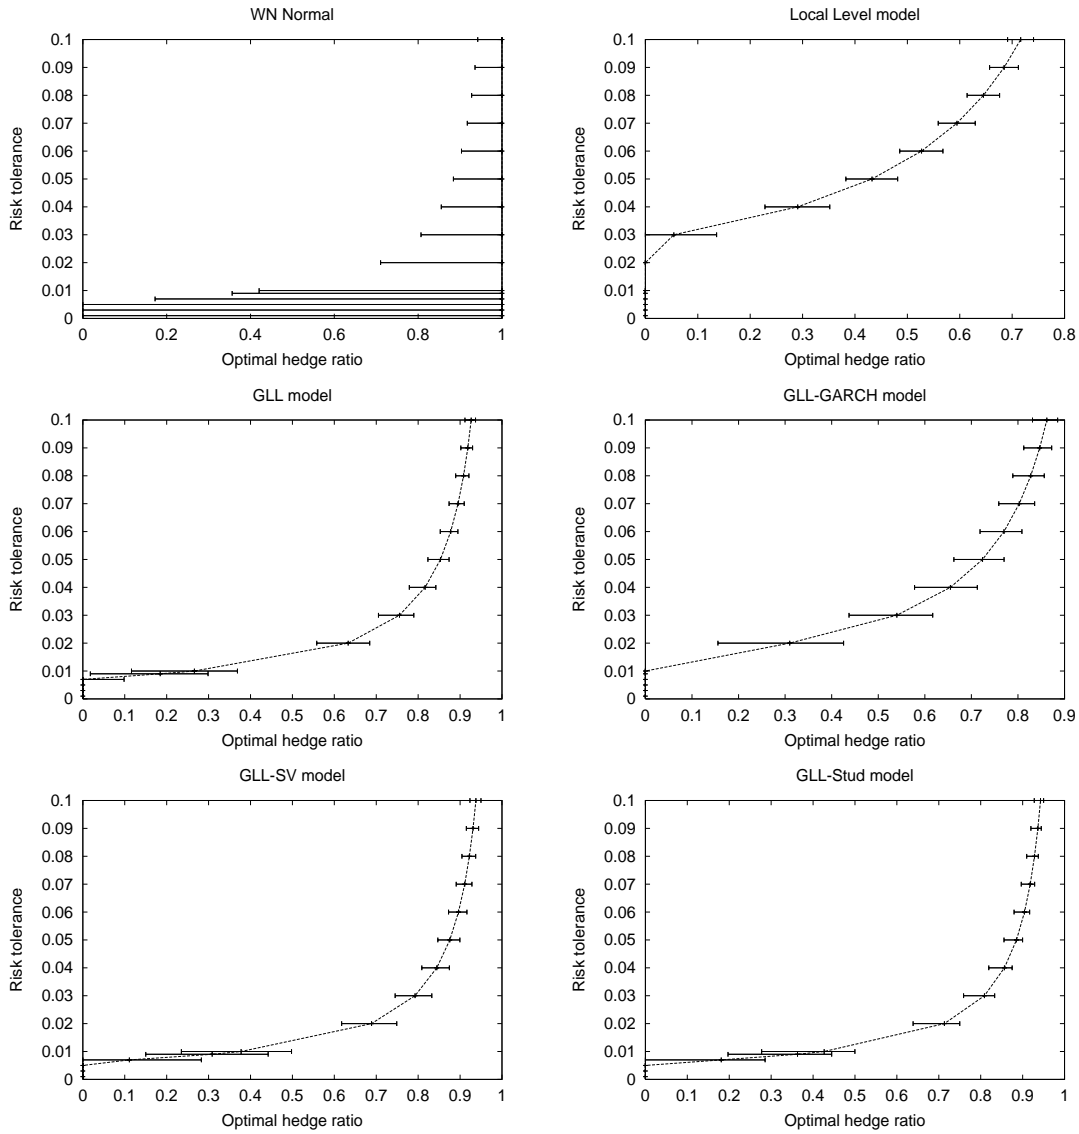 WN Normal
0.1
0.09
0.08
0.07
0.06
0.05
0.04
0.03
0.02
0.01
0
Risk tolerance
0 0.2 0.4 0.6 0.8 1
Optimal hedge ratio
Local Level model
0.1
0.09
0.08
0.07
0.06
0.05
0.04
0.03
0.02
0.01
0
Risk tolerance
0 0.1 0.2 0.3 0.4 0.5 0.6 0.7 0.8
Optimal hedge ratio
GLL model
0.1
0.09
0.08
0.07
0.06
0.05
0.04
0.03
0.02
0.01
0
Risk tolerance
0 0.1 0.2 0.3 0.4 0.5 0.6 0.7 0.8 0.9 1
Optimal hedge ratio
GLL-GARCH model
0.1
0.09
0.08
0.07
0.06
0.05
0.04
0.03
0.02
0.01
0
Risk tolerance
0 0.1 0.2 0.3 0.4 0.5 0.6 0.7 0.8 0.9
Optimal hedge ratio
GLL-SV model
0.1
0.09
0.08
0.07
0.06
0.05
0.04
0.03
0.02
0.01
0
Risk tolerance
0 0.1 0.2 0.3 0.4 0.5 0.6 0.7 0.8 0.9 1
Optimal hedge ratio
GLL-Stud model
0.1
0.09
0.08
0.07
0.06
0.05
0.04
0.03
0.02
0.01
0
Risk tolerance
0 0.1 0.2 0.3 0.4 0.5 0.6 0.7 0.8 0.9 1
Optimal hedge ratio